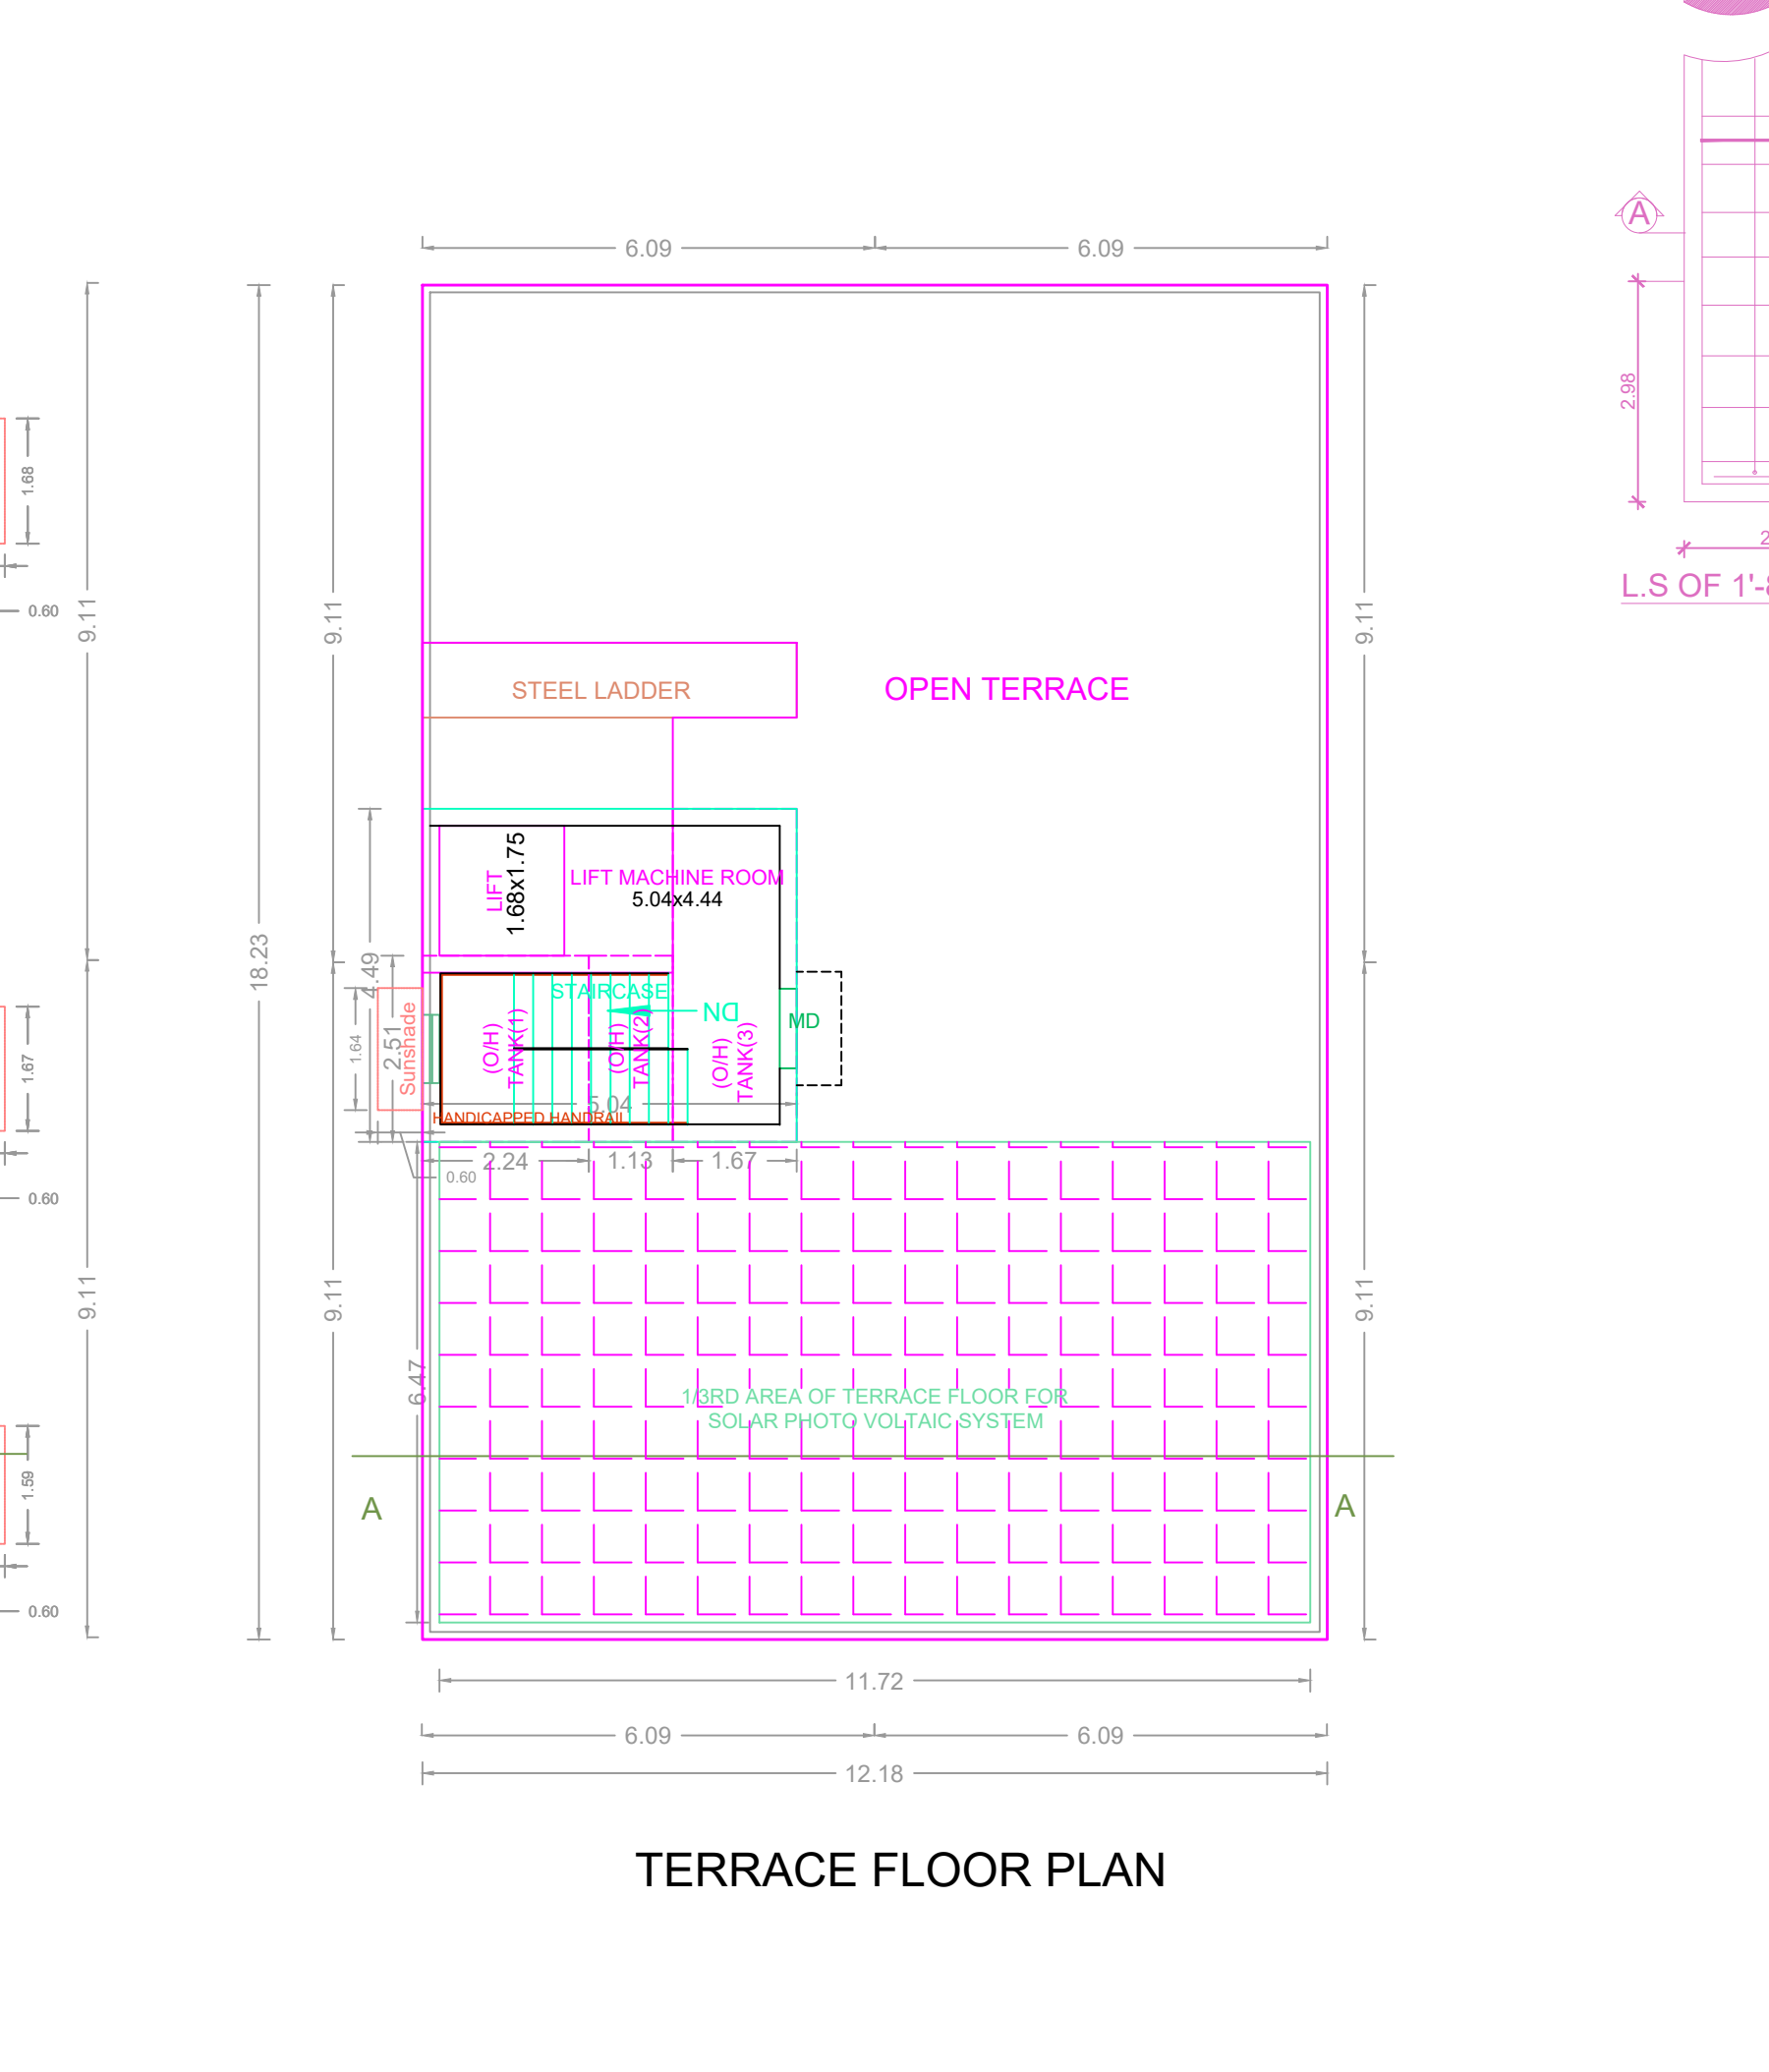 6.09
6.09
A
1.68
2.98
0.60
9.11
9.11
9.11
L.S OF 1'-
STEEL LADDER
OPEN TERRACE
LIFT
1.68x1.75
LIFT MACHINE ROOM
5.04x4.44
18.23
4.49
STAIRCASE
DN
MD
1.67
1.64
2.51
Sunshade
(O/H)
TANK(1)
(O/H)
TANK(2)
(O/H)
TANK(3)
5.04
HANDICAPPED HANDRAIL
2.24
1.13
1.67
0.60
0.60
9.11
9.11
9.11
6.47
1/3RD AREA OF TERRACE FLOOR FOR
SOLAR PHOTO VOLTAIC SYSTEM
1.59
A
A
0.60
11.72
6.09
6.09
12.18
TERRACE FLOOR PLAN